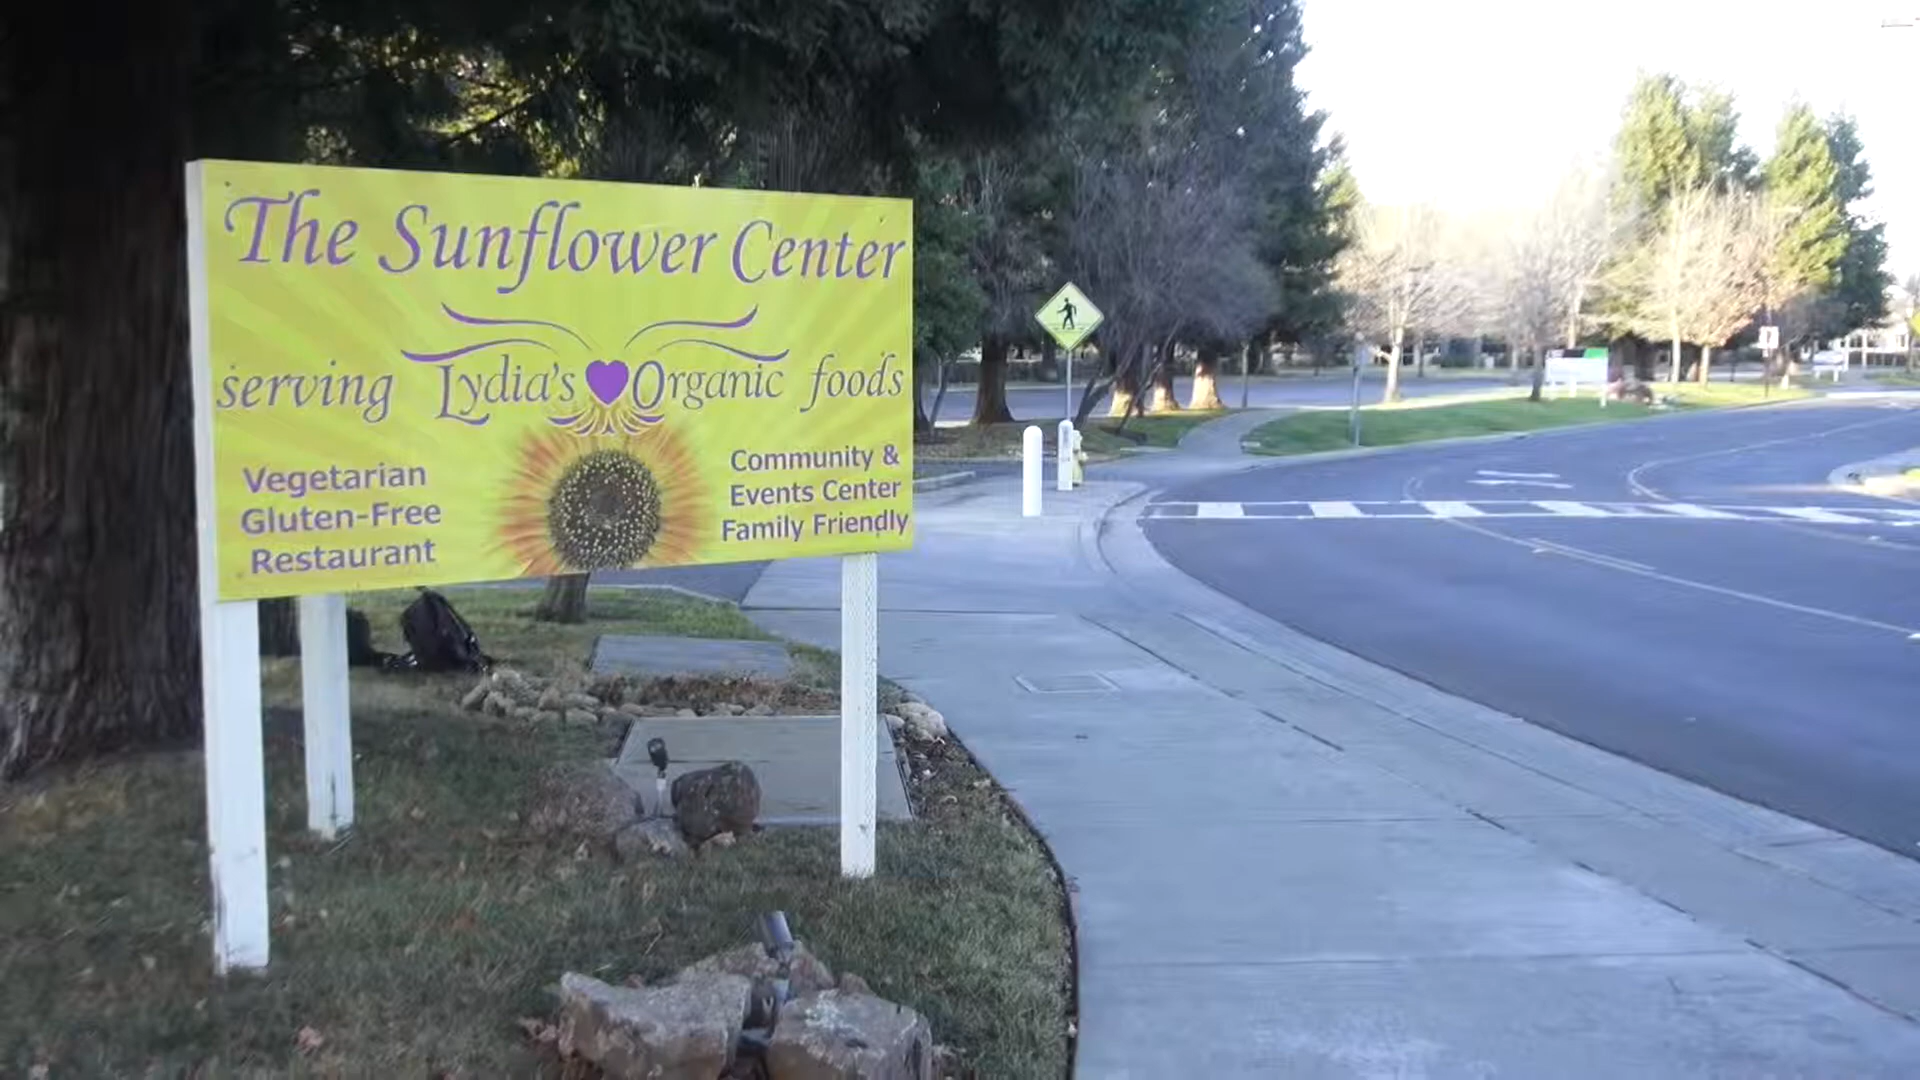 The Sunflower Center
serving Lydia's Organic foods
Vegetarian
Gluten-Free
Restaurant
Community &
Events Center
Family Friendly